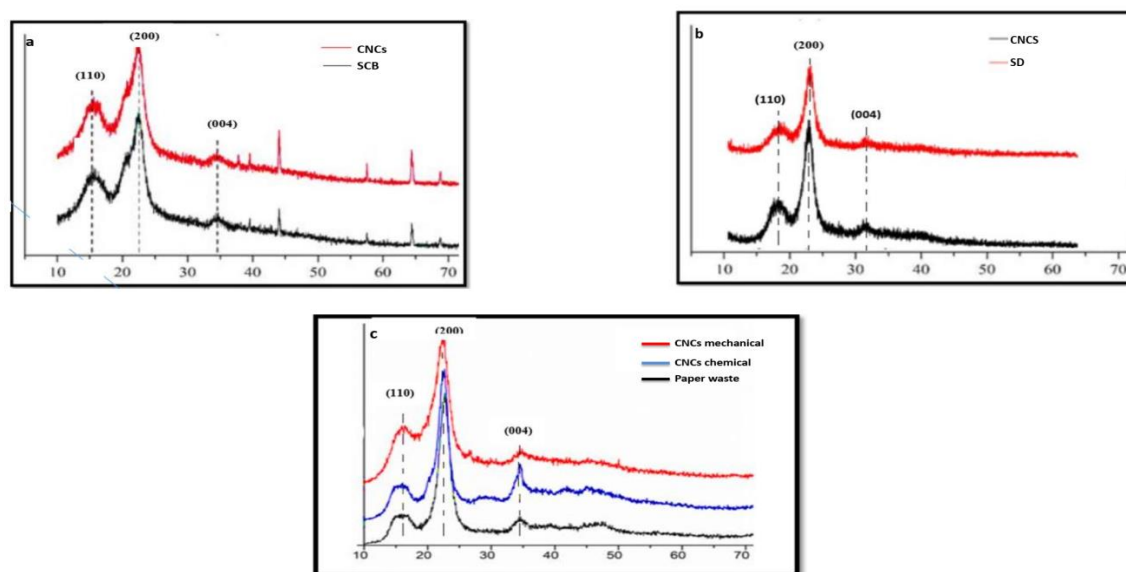 a
(200)
CNCs
SCB
(110)
(004)
10 20 30 40 50 60 70
b
(200)
CNCS
SD
(110)
(004)
10 20 30 40 50 60 70
c
(200)
CNCs mechanical
CNCs chemical
Paper waste
(110)
(004)
10 20 30 40 50 60 70